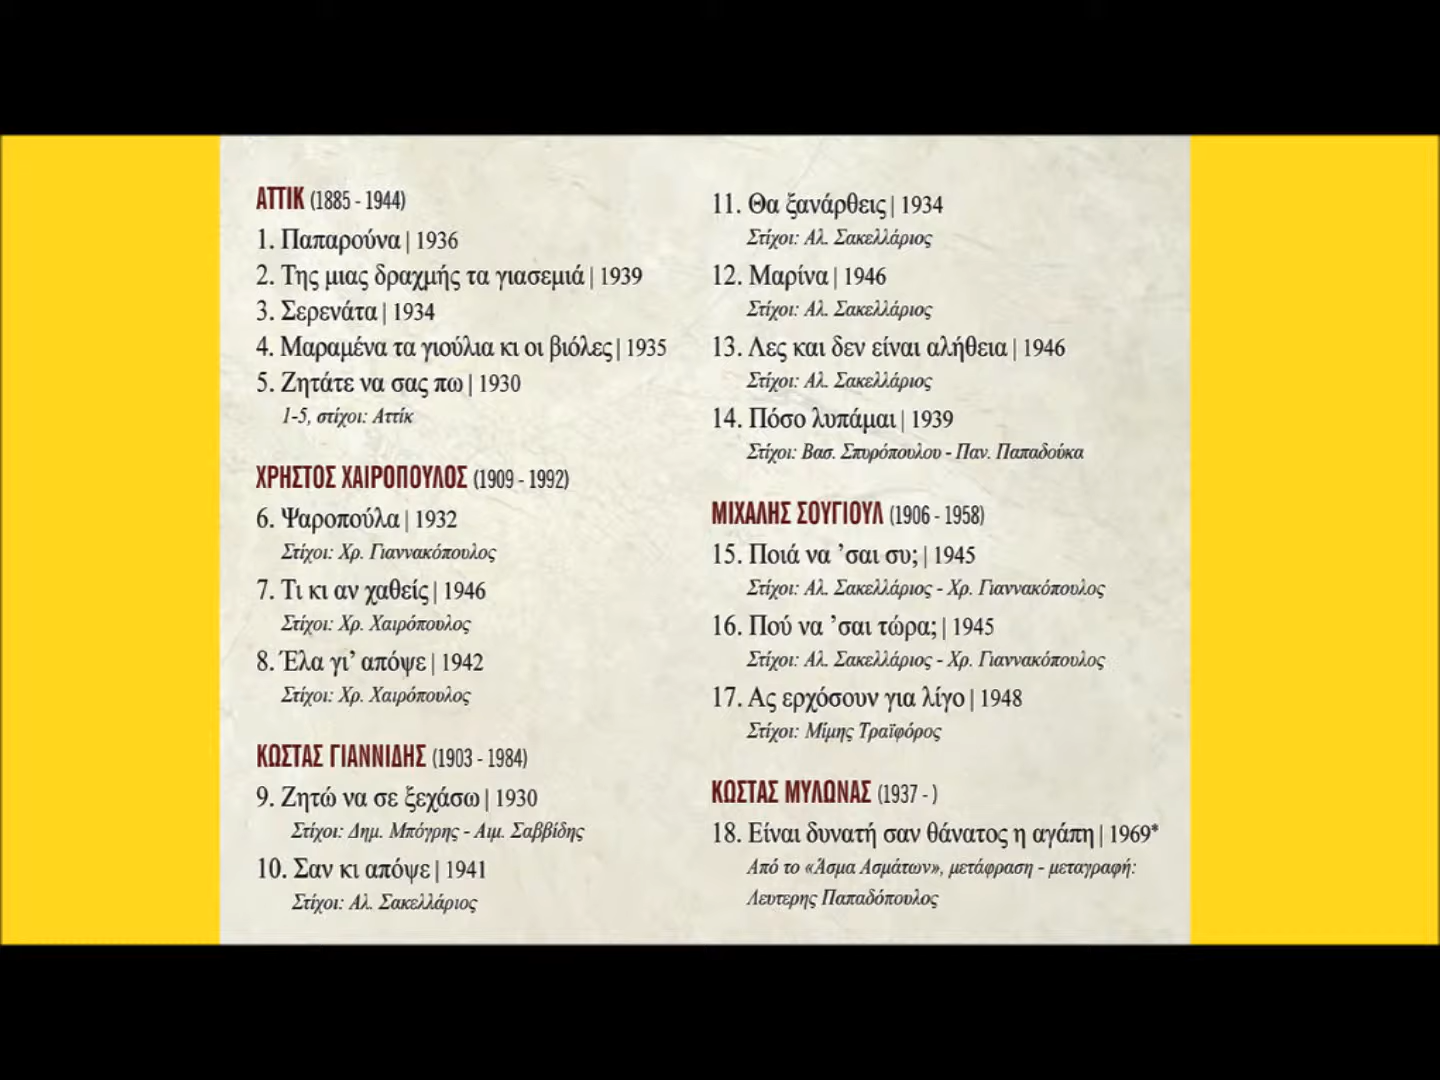 ΑΤΤΙΚ (1885 - 1944)
1. Παπαρούνα | 1936
2. Της μιας δραχμής τα γιασεμιά | 1939
3. Σερενάτα | 1934
4. Μαραμένα τα γιούλια κι οι βιόλες | 1935
5. Ζητάτε να σας πω | 1930
1-5, στίχοι: Αττίκ
ΧΡΗΣΤΟΣ ΧΑΙΡΟΠΟΥΛΟΣ (1909 - 1992)
6. Ψαροπούλα | 1932
Στίχοι: Χρ. Γιαννακόπουλος
7. Τι κι αν χαθείς | 1946
Στίχοι: Χρ. Χαιρόπουλος
8. Έλα γι’ απόψε | 1942
Στίχοι: Χρ. Χαιρόπουλος
ΚΩΣΤΑΣ ΓΙΑΝΝΙΔΗΣ (1903 - 1984)
9. Ζητώ να σε ξεχάσω | 1930
Στίχοι: Δημ. Μπόγρης - Αιμ. Σαββίδης
10. Σαν κι απόψε | 1941
Στίχοι: Αλ. Σακελλάριος
11. Θα ξανάρθεις | 1934
Στίχοι: Αλ. Σακελλάριος
12. Μαρίνα | 1946
Στίχοι: Αλ. Σακελλάριος
13. Λες και δεν είναι αλήθεια | 1946
Στίχοι: Αλ. Σακελλάριος
14. Πόσο λυπάμαι | 1939
Στίχοι: Βασ. Σπυρόπουλου - Παν. Παπαδούκα
ΜΙΧΑΛΗΣ ΣΟΥΓΙΟΥΛ (1906 - 1958)
15. Ποιά να ’σαι συ; | 1945
Στίχοι: Αλ. Σακελλάριος - Χρ. Γιαννακόπουλος
16. Πού να ’σαι τώρα; | 1945
Στίχοι: Αλ. Σακελλάριος - Χρ. Γιαννακόπουλος
17. Ας ερχόσουν για λίγο | 1948
Στίχοι: Μίμης Τραϊφόρος
ΚΩΣΤΑΣ ΜΥΛΩΝΑΣ (1937 - )
18. Είναι δυνατή σαν θάνατος η αγάπη | 1969*
Από το «Άσμα Ασμάτων», μετάφραση - μεταγραφή:
Λευτερης Παπαδόπουλος